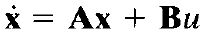 ẋ = Ax + Bu